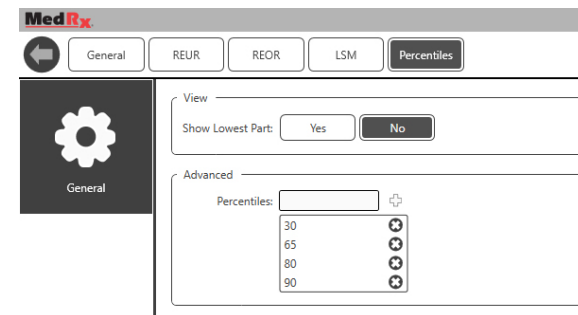 MedRx
General REUR REOR LSM Percentiles
View
Show Lowest Part: Yes No
General
Advanced
Percentiles:
30
65
80
90